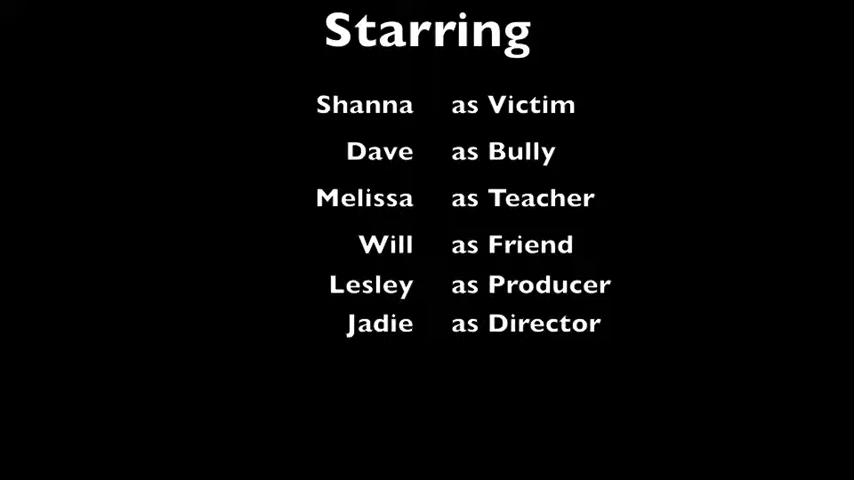 Starring
Shanna as Victim
Dave as Bully
Melissa as Teacher
Will as Friend
Lesley as Producer
Jadie as Director